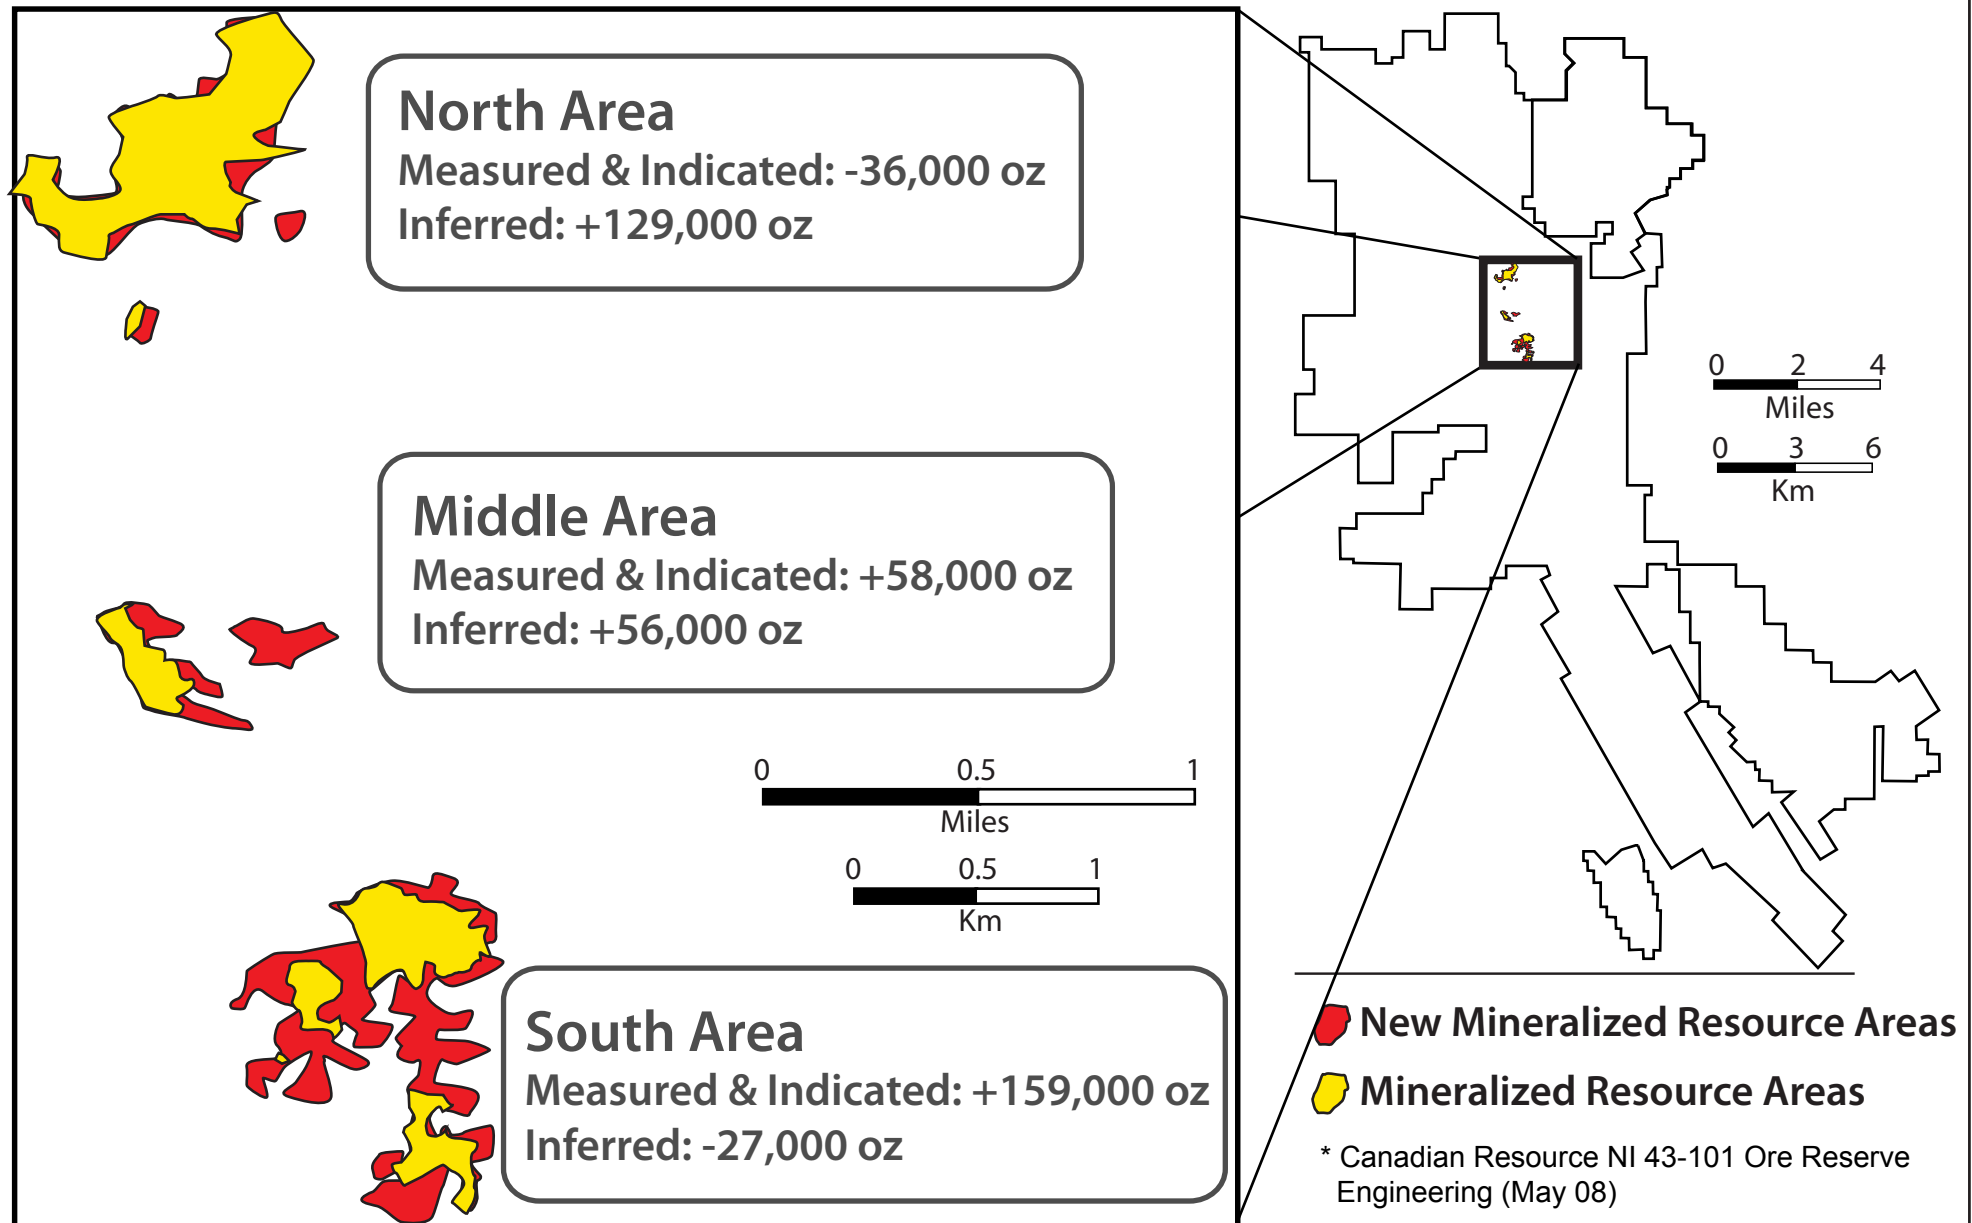 North Area
Measured & Indicated: -36,000 oz
Inferred: +129,000 oz
Middle Area
Measured & Indicated: +58,000 oz
Inferred: +56,000 oz
0 0.5 1
Miles
0 0.5 1
Km
South Area
Measured & Indicated: +159,000 oz
Inferred: -27,000 oz
0 2 4
Miles
0 3 6
Km
New Mineralized Resource Areas
Mineralized Resource Areas
* Canadian Resource NI 43-101 Ore Reserve
Engineering (May 08)